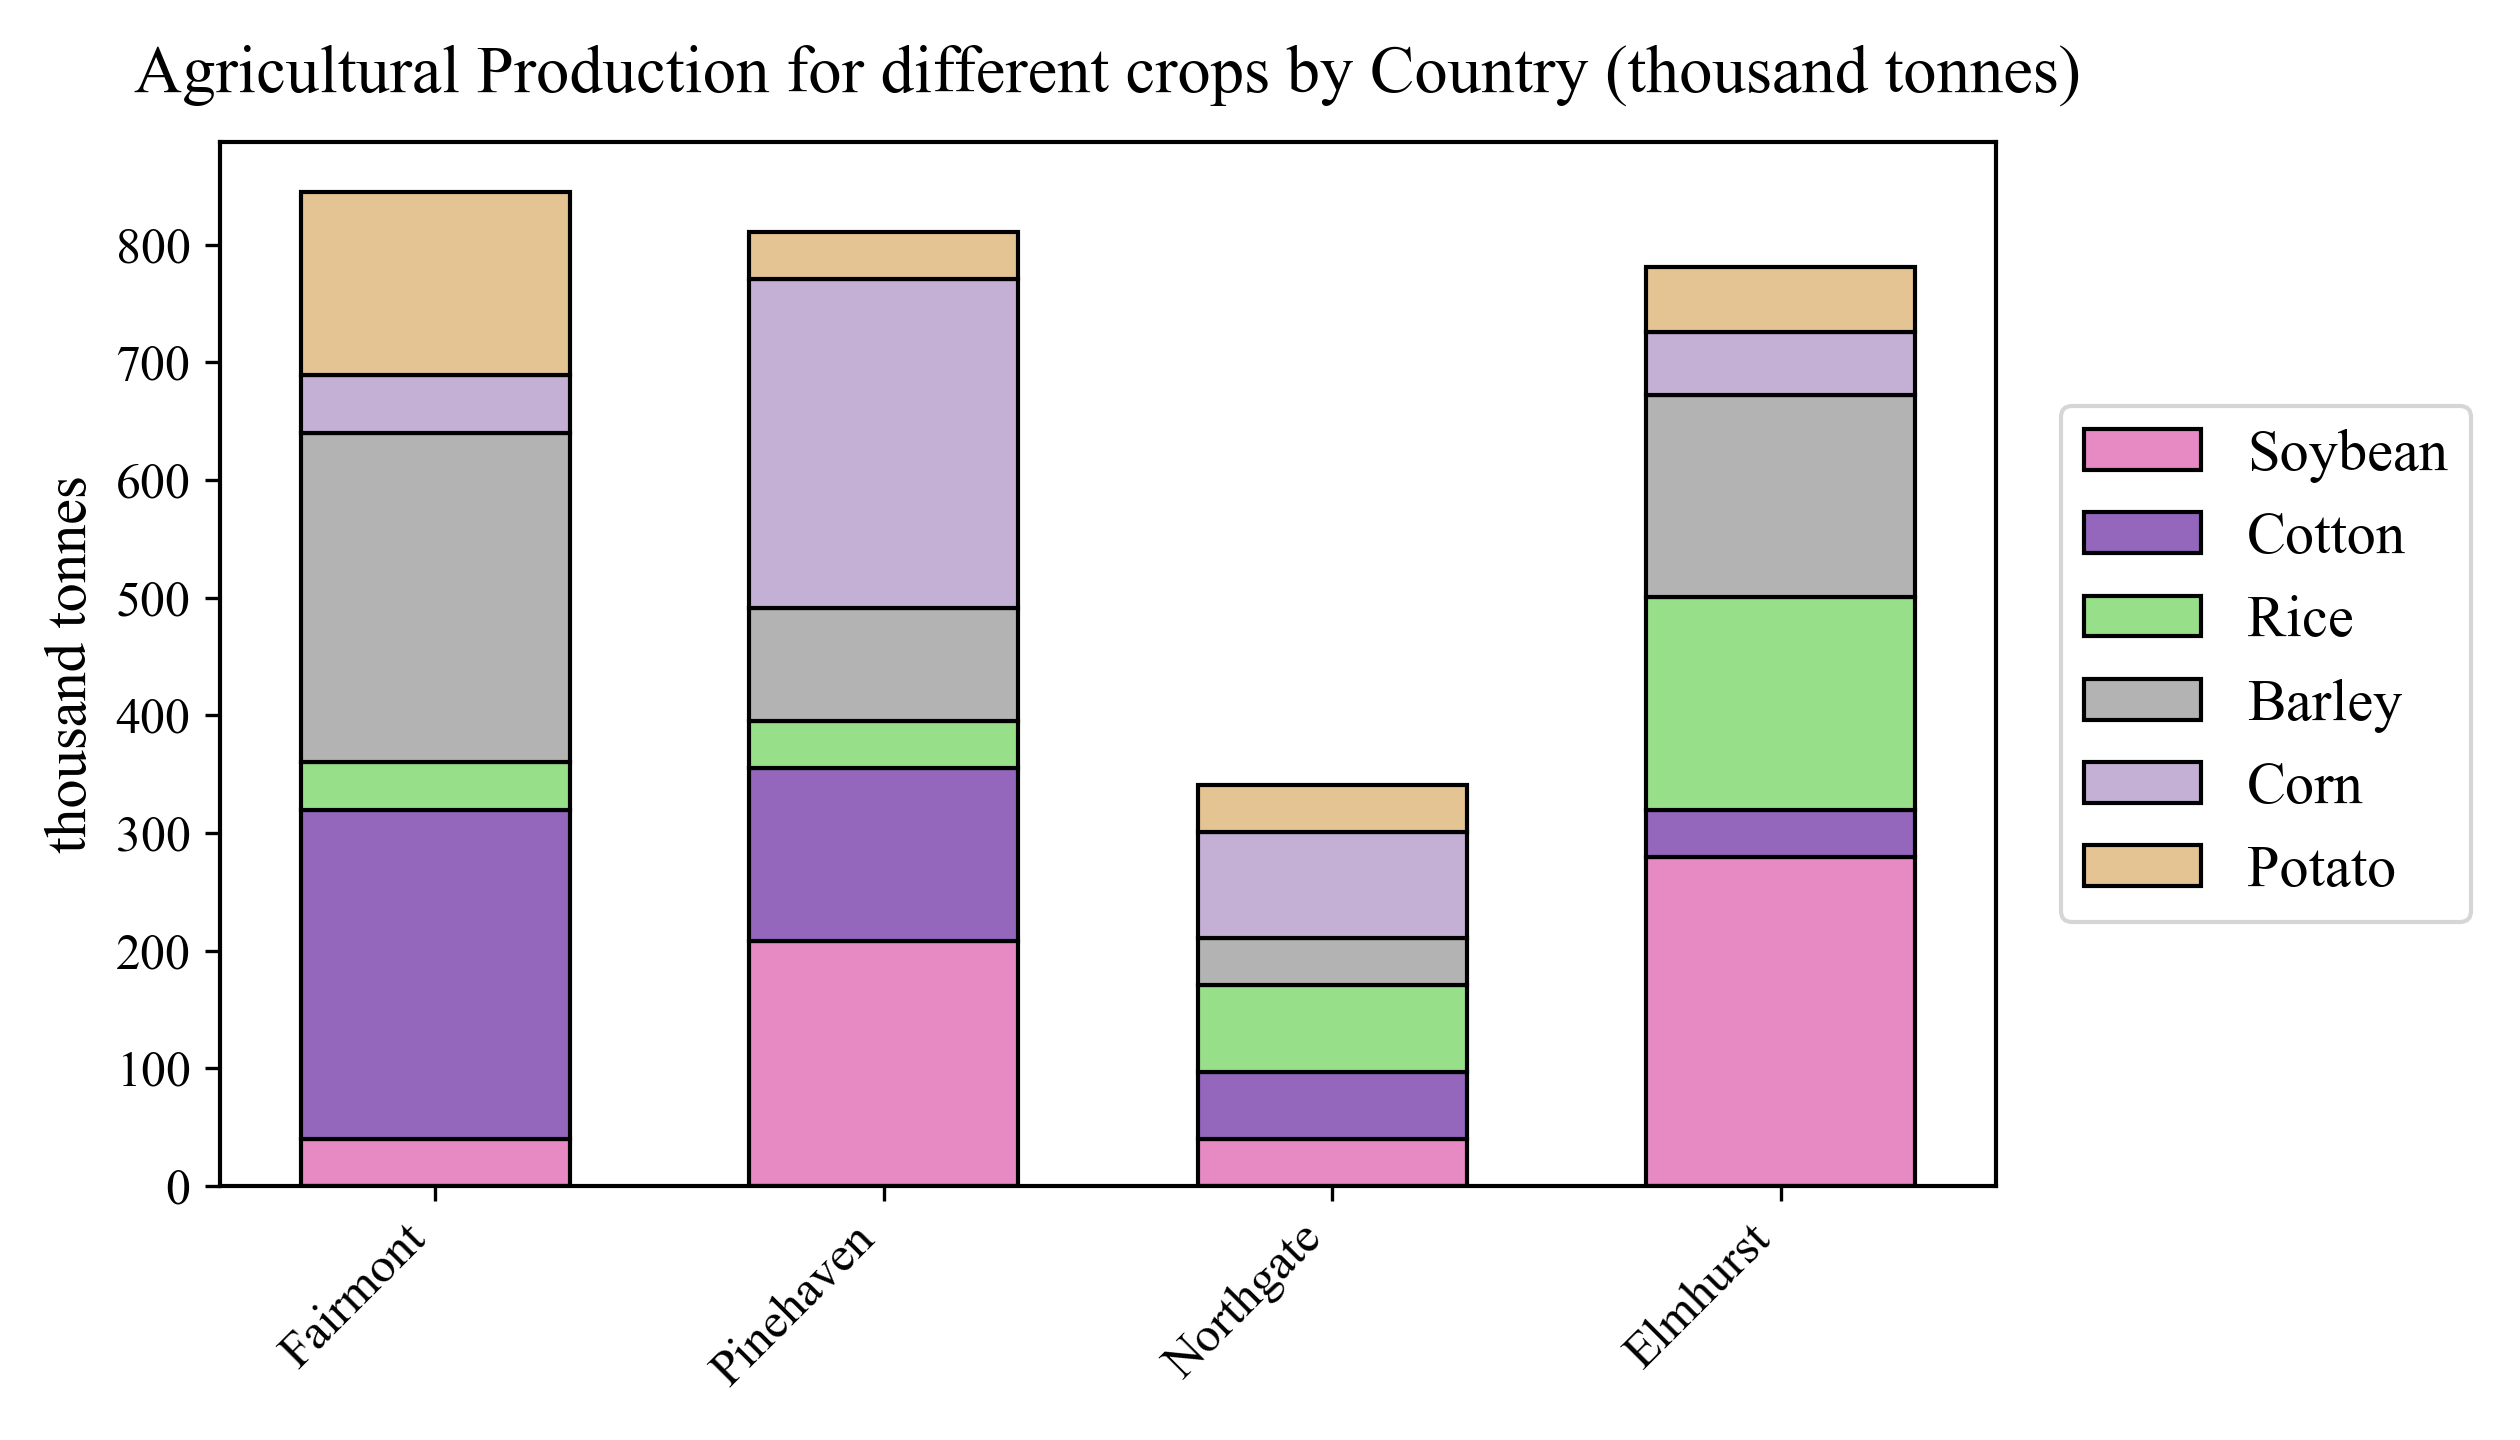 Agricultural Production for different crops by Country (thousand tonnes)
thousand tonnes
800
700
600
500
400
300
200
100
0
Fairmont
Pinehaven
Northgate
Elmhurst
Soybean
Cotton
Rice
Barley
Corn
Potato